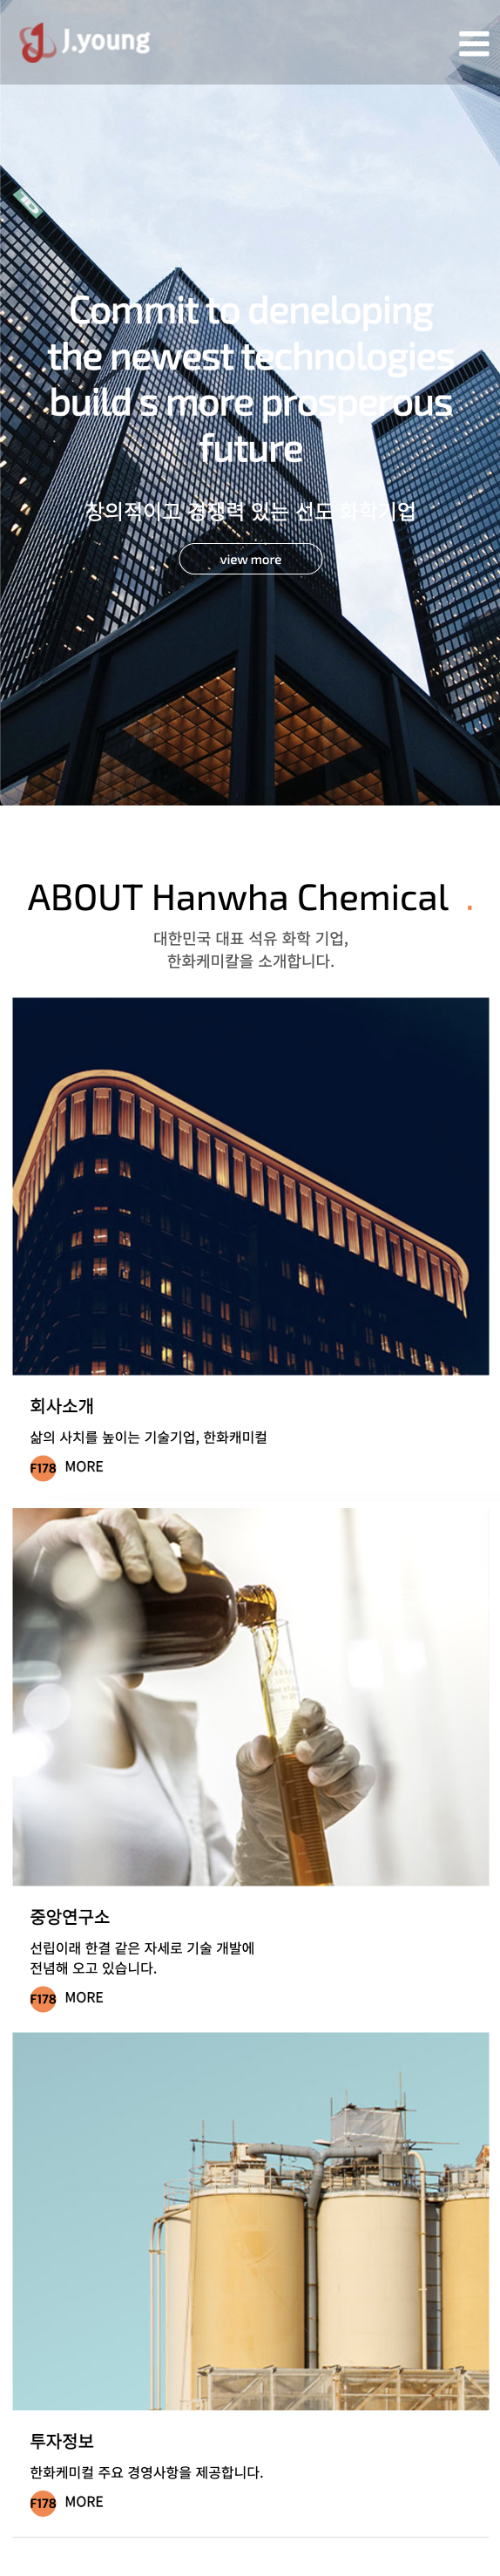 J.young
Commit to deneloping
the newest technologies
build s more prosperous
future
창의적이고 경쟁력 있는 선도 화학기업
view more
ABOUT Hanwha Chemical .
대한민국 대표 석유 화학 기업,
한화케미칼을 소개합니다.
회사소개
삶의 사치를 높이는 기술기업, 한화캐미컬
F178 MORE
중앙연구소
선립이래 한결 같은 자세로 기술 개발에
전념해 오고 있습니다.
F178 MORE
투자정보
한화케미컬 주요 경영사항을 제공합니다.
F178 MORE